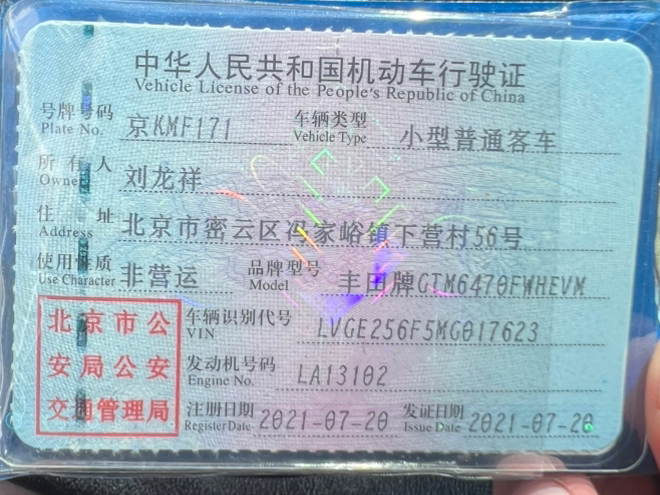 中华人民共和国机动车行驶证
Vehicle License of the People's Republic of China
号牌号码 京KMF171 车辆类型 小型普通客车
Plate No. Vehicle Type
所有人 刘龙祥
Owner
住址 北京市密云区冯家峪镇下营村56号
Address
使用性质 非营运 品牌型号 丰田牌GTM6470FWHEVM
Use Character Model
北京市公安局公安交通管理局
车辆识别代号 LVGE256F5MG017623
VIN
发动机号码 LA13102
Engine No.
注册日期 2021-07-20 发证日期 2021-07-20
Register Date Issue Date